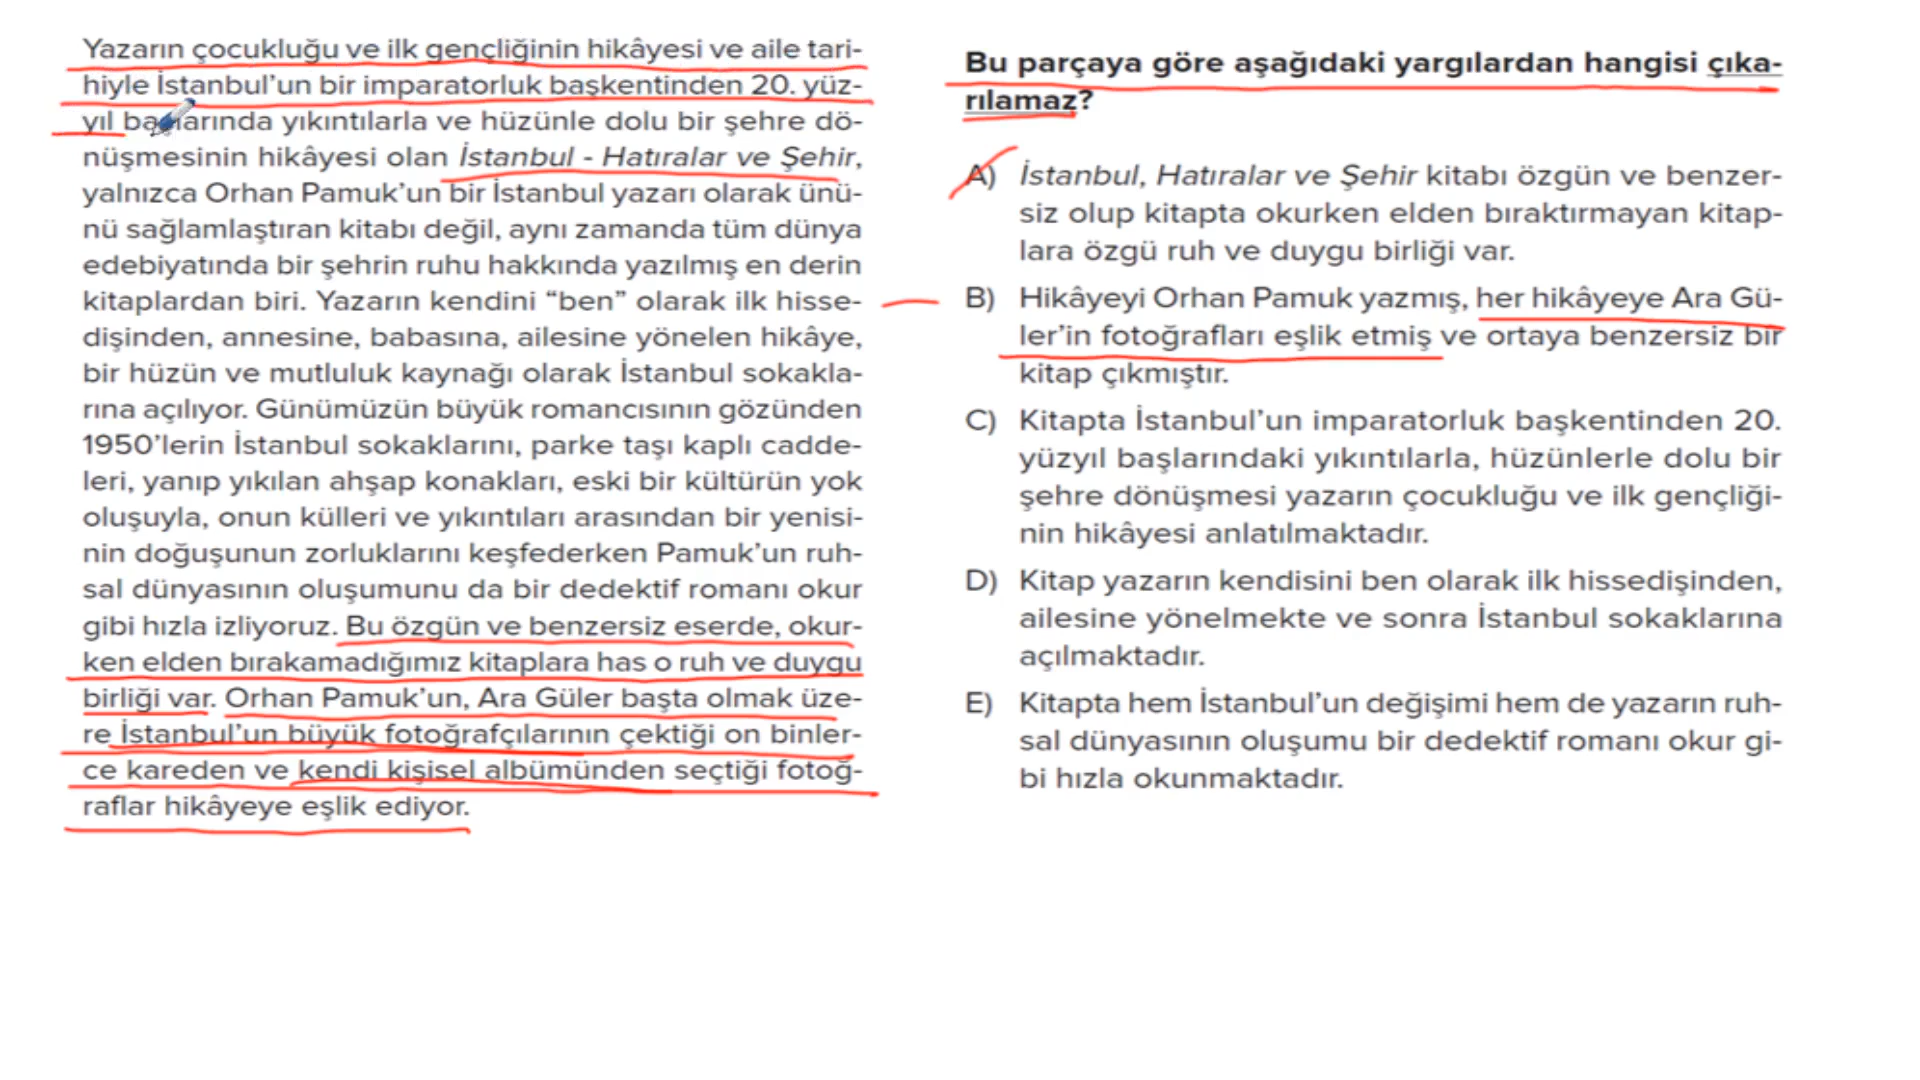 Yazarın çocukluğu ve ilk gençliğinin hikâyesi ve aile tari-
hiyle İstanbul'un bir imparatorluk başkentinden 20. yüz-
yıl başlarında yıkıntılarla ve hüzünle dolu bir şehre dö-
nüşmesinin hikâyesi olan İstanbul - Hatıralar ve Şehir,
yalnızca Orhan Pamuk'un bir İstanbul yazarı olarak ünü-
nü sağlamlaştıran kitabı değil, aynı zamanda tüm dünya
edebiyatında bir şehrin ruhu hakkında yazılmış en derin
kitaplardan biri. Yazarın kendini “ben” olarak ilk hisse-
dişinden, annesine, babasına, ailesine yönelen hikâye,
bir hüzün ve mutluluk kaynağı olarak İstanbul sokakla-
rına açılıyor. Günümüzün büyük romancısının gözünden
1950'lerin İstanbul sokaklarını, parke taşı kaplı cadde-
leri, yanıp yıkılan ahşap konakları, eski bir kültürün yok
oluşuyla, onun külleri ve yıkıntıları arasından bir yenisi-
nin doğuşunun zorluklarını keşfederken Pamuk'un ruh-
sal dünyasının oluşumunu da bir dedektif romanı okur
gibi hızla izliyoruz. Bu özgün ve benzersiz eserde, okur-
ken elden bırakamadığımız kitaplara has o ruh ve duygu
birliği var. Orhan Pamuk'un, Ara Güler başta olmak üze-
re İstanbul'un büyük fotoğrafçılarının çektiği on binler-
ce kareden ve kendi kişisel albümünden seçtiği fotoğ-
raflar hikâyeye eşlik ediyor.
Bu parçaya göre aşağıdaki yargılardan hangisi çıka-
rılamaz?
A) İstanbul, Hatıralar ve Şehir kitabı özgün ve benzer-
siz olup kitapta okurken elden bıraktırmayan kitap-
lara özgü ruh ve duygu birliği var.
B) Hikâyeyi Orhan Pamuk yazmış, her hikâyeye Ara Gü-
ler'in fotoğrafları eşlik etmiş ve ortaya benzersiz bir
kitap çıkmıştır.
C) Kitapta İstanbul'un imparatorluk başkentinden 20.
yüzyıl başlarındaki yıkıntılarla, hüzünlerle dolu bir
şehre dönüşmesi yazarın çocukluğu ve ilk gençliği-
nin hikâyesi anlatılmaktadır.
D) Kitap yazarın kendisini ben olarak ilk hissedişinden,
ailesine yönelmekte ve sonra İstanbul sokaklarına
açılmaktadır.
E) Kitapta hem İstanbul'un değişimi hem de yazarın ruh-
sal dünyasının oluşumu bir dedektif romanı okur gi-
bi hızla okunmaktadır.